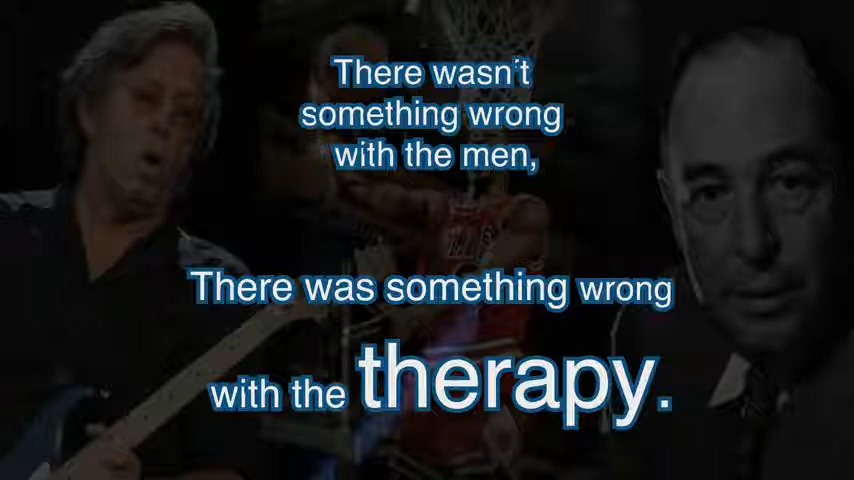 There wasn't
something wrong
with the men,
There was something wrong
with the therapy.